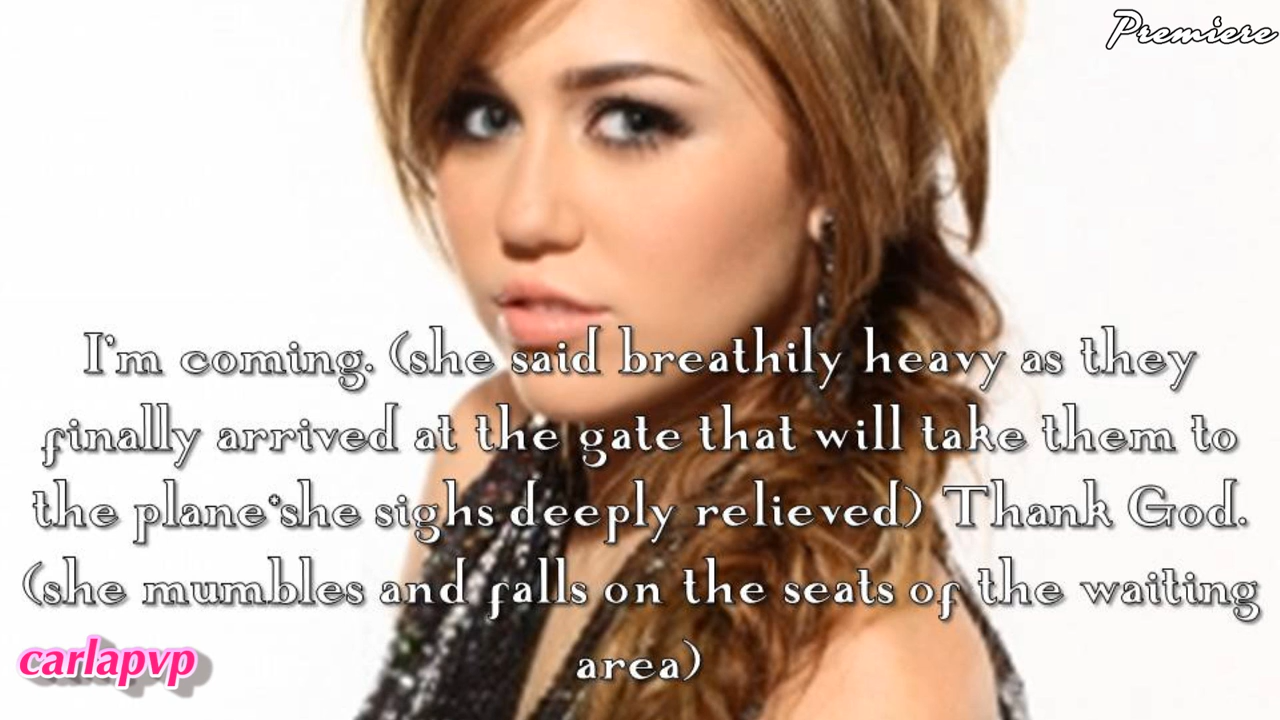 Premiere
I'm coming. (she said breathily heavy as they
finally arrived at the gate that will take them to
the plane*she sighs deeply relieved) Thank God.
(she mumbles and falls on the seats of the waiting
area)
carlapvp